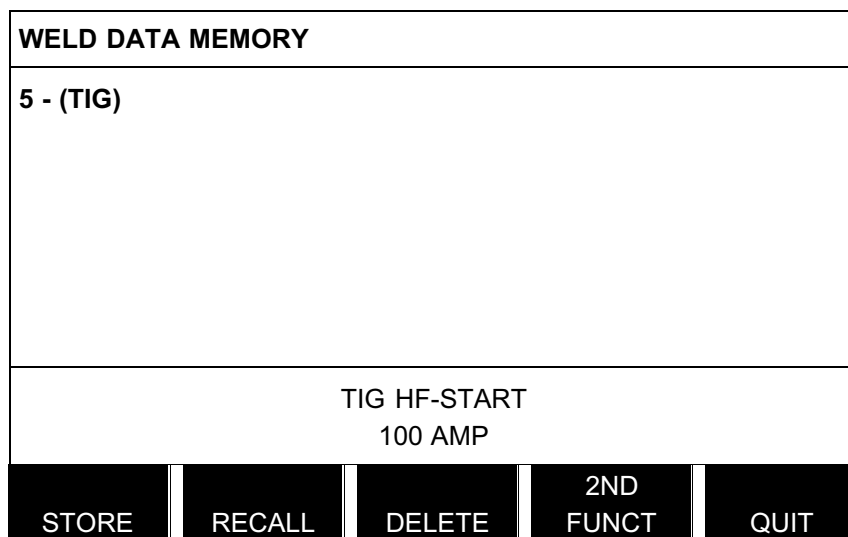 WELD DATA MEMORY
5 - (TIG)
TIG HF-START
100 AMP
STORE RECALL DELETE 2ND FUNCT QUIT